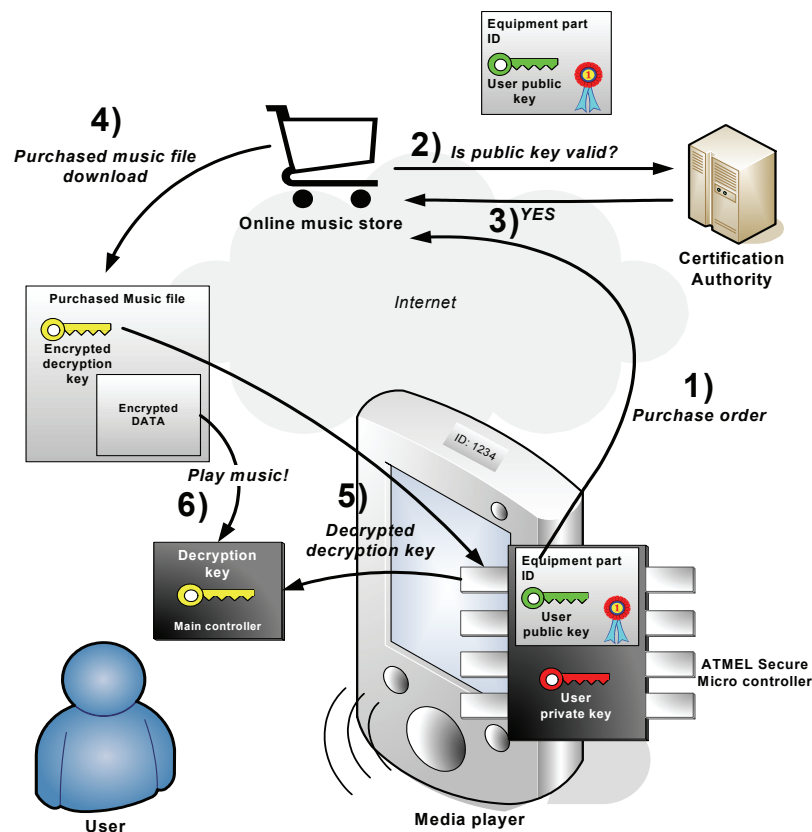 Equipment part
ID
User public
key
1
4)
Purchased music file
download
2) Is public key valid?
3) YES
Online music store
Certification
Authority
Internet
Purchased Music file
Encrypted
decryption
key
Encrypted
DATA
1)
Purchase order
ID: 1234
Play music!
6)
5)
Decrypted
decryption key
Decryption
key
Main controller
Equipment part
ID
User
public key
1
User
private key
ATMEL Secure
Micro controller
User
Media player